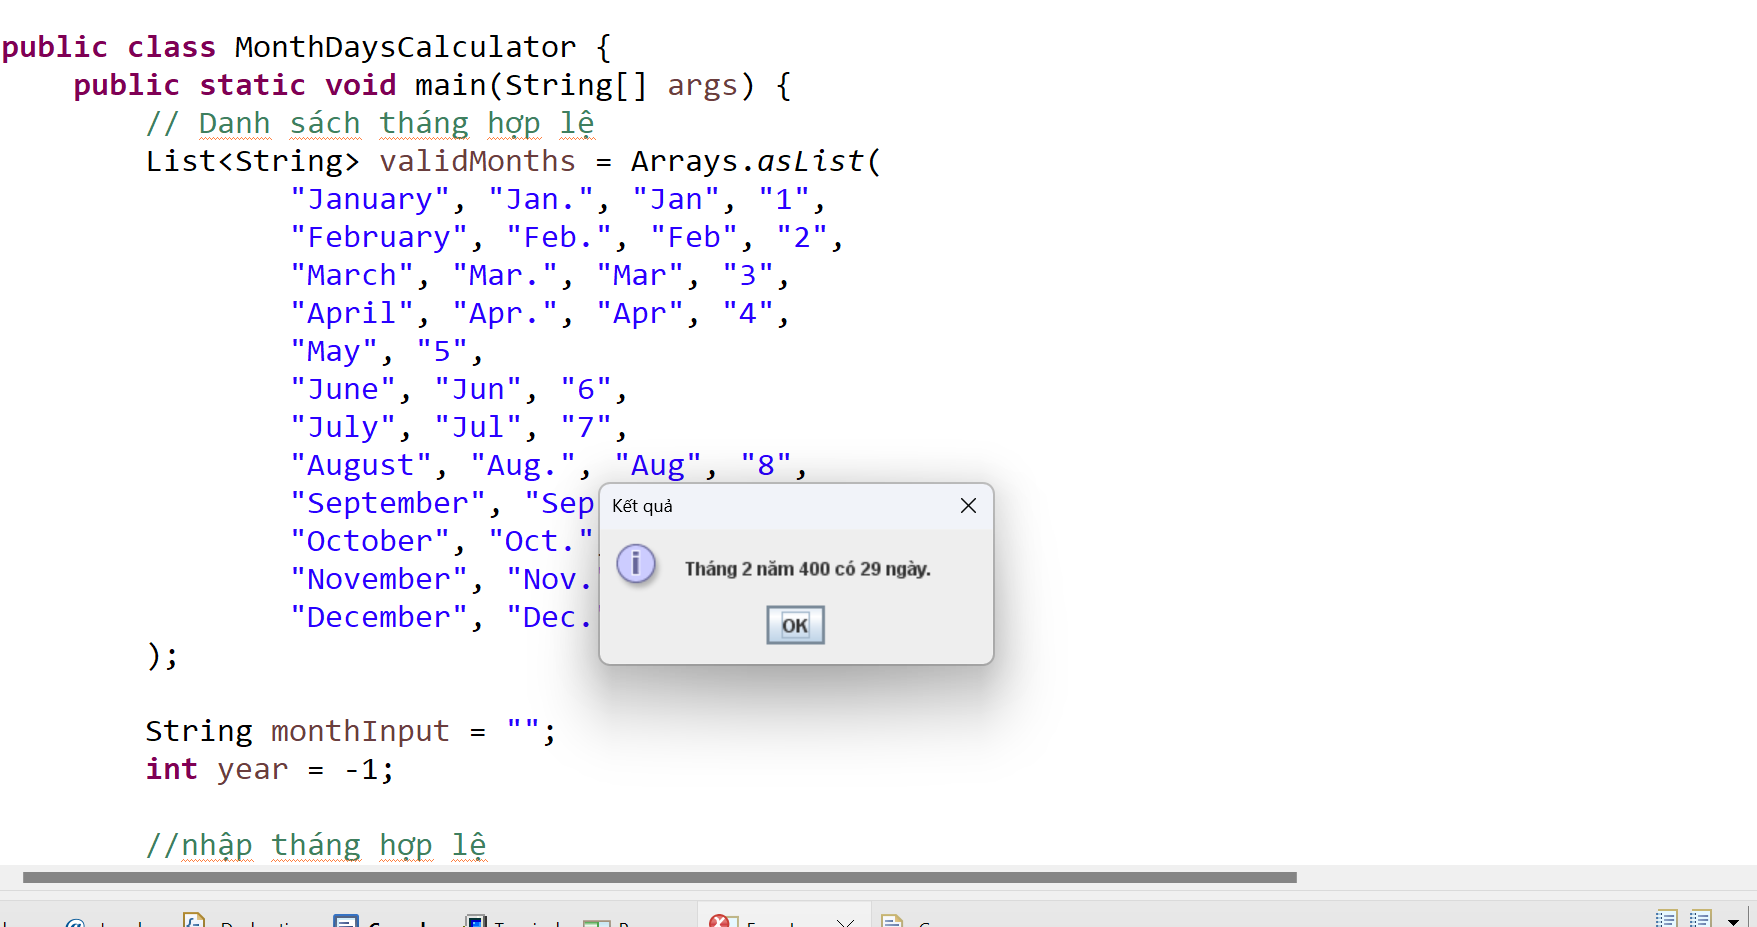 public class MonthDaysCalculator {
public static void main(String[] args) {
// Danh sách tháng hợp lệ
List<String> validMonths = Arrays.asList(
"January", "Jan.", "Jan", "1",
"February", "Feb.", "Feb", "2",
"March", "Mar.", "Mar", "3",
"April", "Apr.", "Apr", "4",
"May", "5",
"June", "Jun", "6",
"July", "Jul", "7",
"August", "Aug.", "Aug", "8",
"September", "Sep
"October", "Oct."
"November", "Nov.
"December", "Dec.
);
Kết quả
i
Tháng 2 năm 400 có 29 ngày.
OK
String monthInput = "";
int year = -1;
//nhập tháng hợp lệ